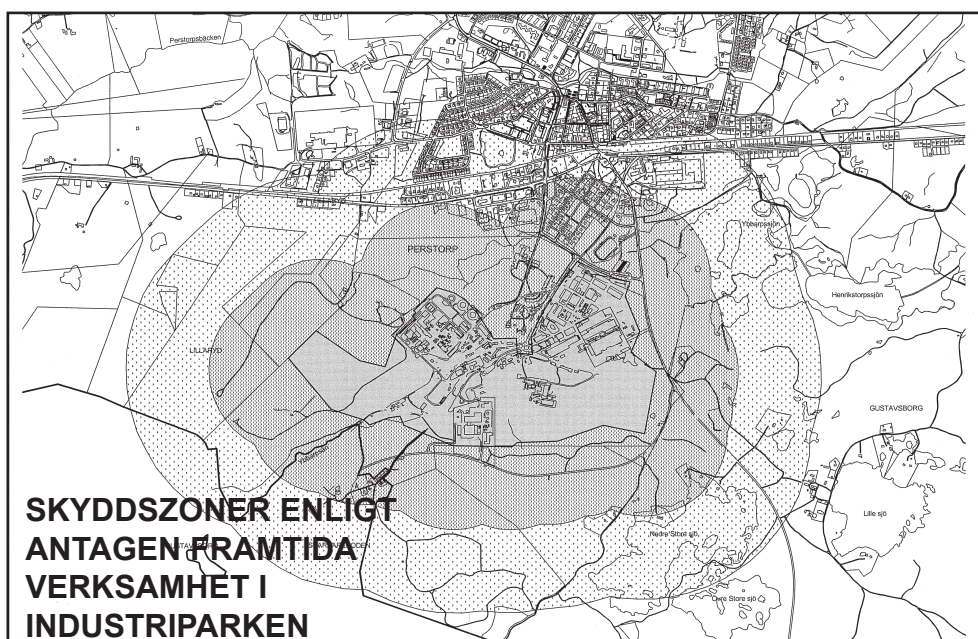 Perstorpsbäcken
Ybbarpssjön
PERSTORP
Henrikstorpssjön
LILLARYD
GUSTAVSBORG
Ybbarpsån
SKYDDSZONER ENLIGT
Lille sjö
Nedre Store sjö
ANTAGEN FRAMTIDA
VERKSAMHET I
Övre Store sjö
INDUSTRIPARKEN